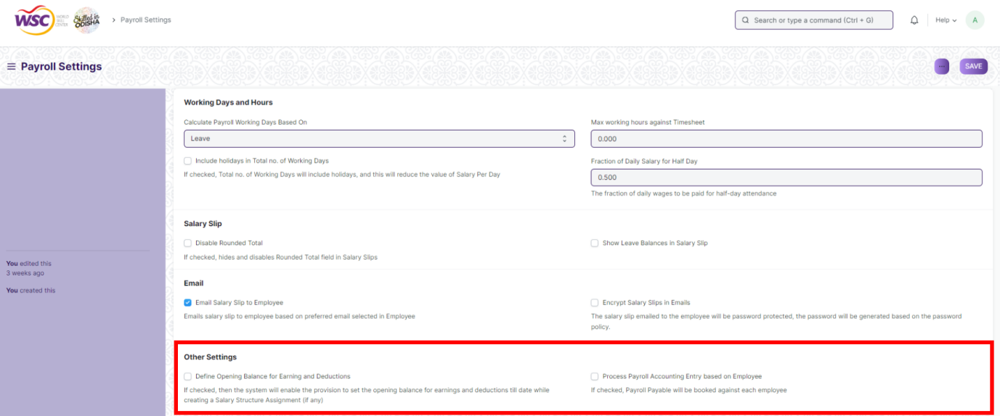 WSC WORLD SKILL CENTER Skilled in ODISHA > Payroll Settings
Search or type a command (Ctrl + G)
Help
A
Payroll Settings
...
SAVE
Working Days and Hours
Calculate Payroll Working Days Based On
Leave
Include holidays in Total no. of Working Days
If checked, Total no. of Working Days will include holidays, and this will reduce the value of Salary Per Day
Max working hours against Timesheet
0.000
Fraction of Daily Salary for Half Day
0.500
The fraction of daily wages to be paid for half-day attendance
Salary Slip
Disable Rounded Total
If checked, hides and disables Rounded Total field in Salary Slips
Show Leave Balances in Salary Slip
You edited this
3 weeks ago
You created this
Email
Email Salary Slip to Employee
Emails salary slip to employee based on preferred email selected in Employee
Encrypt Salary Slips in Emails
The salary slip emailed to the employee will be password protected, the password will be generated based on the password
policy.
Other Settings
Define Opening Balance for Earning and Deductions
If checked, then the system will enable the provision to set the opening balance for earnings and deductions till date while
creating a Salary Structure Assignment (if any)
Process Payroll Accounting Entry based on Employee
If checked, Payroll Payable will be booked against each employee